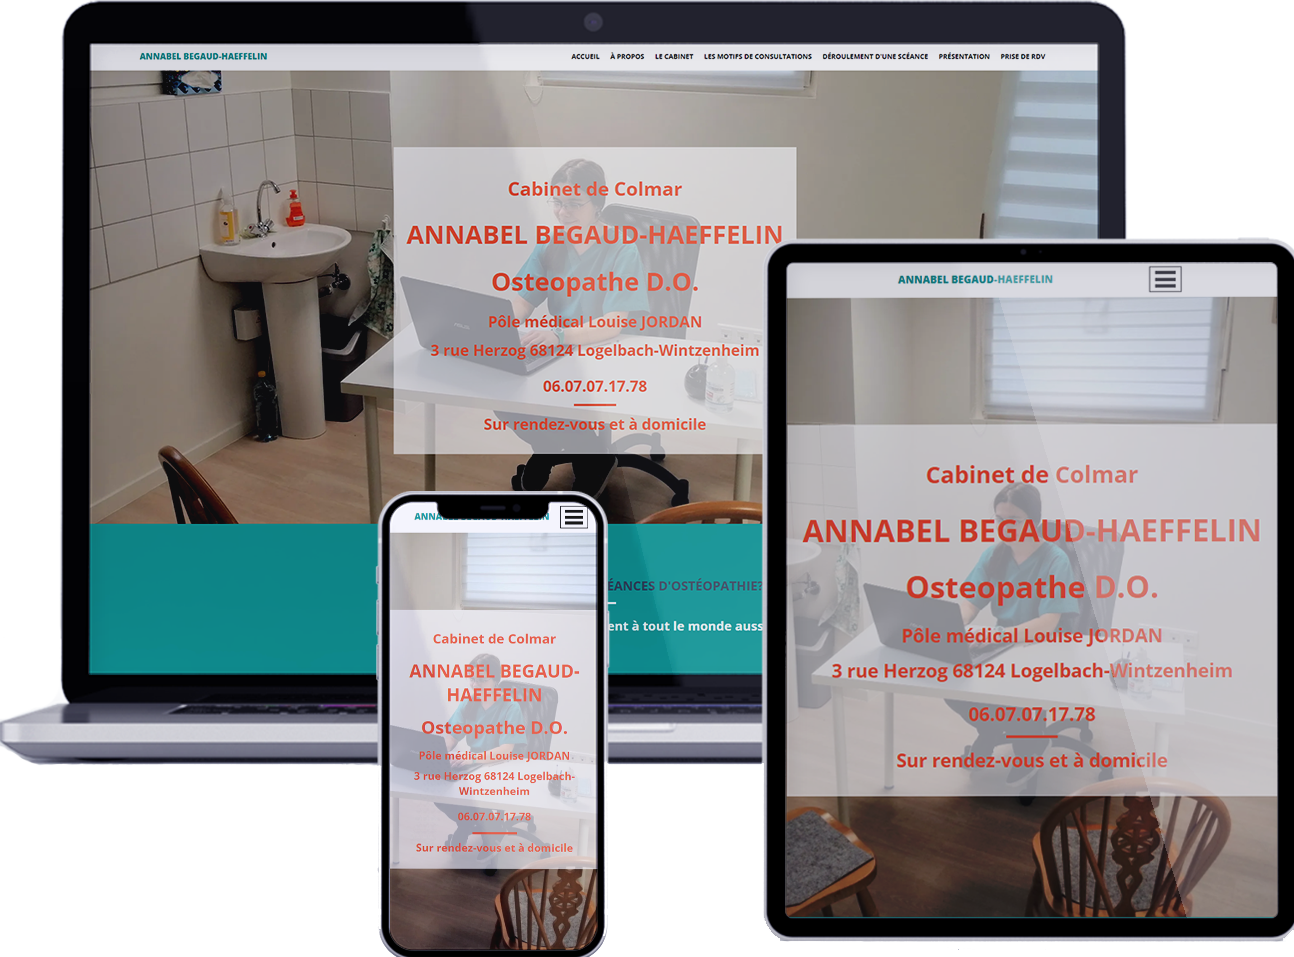 ANNABEL BEGAUD-HAEFFELIN
ACCUEIL À PROPOS LE CABINET LES MOTIFS DE CONSULTATIONS DÉROULEMENT D'UNE SCÉANCE PRÉSENTATION PRISE DE RDV
Cabinet de Colmar
ANNABEL BEGAUD-HAEFFELIN
Osteopathe D.O.
Pôle médical Louise JORDAN
3 rue Herzog 68124 Logelbach-Wintzenheim
06.07.07.17.78
Sur rendez-vous et à domicile
ÉANCES D'OSTÉOPATHIE?
ent à tout le monde auss
ANNABEL BEGAUD-HAEFFELIN
Cabinet de Colmar
ANNABEL BEGAUD-HAEFFELIN
Osteopathe D.O.
Pôle médical Louise JORDAN
3 rue Herzog 68124 Logelbach-Wintzenheim
06.07.07.17.78
Sur rendez-vous et à domicile
Cabinet de Colmar
ANNABEL BEGAUD-
HAEFFELIN
Osteopathe D.O.
Pôle médical Louise JORDAN
3 rue Herzog 68124 Logelbach-
Wintzenheim
06.07.07.17.78
Sur rendez-vous et à domicile